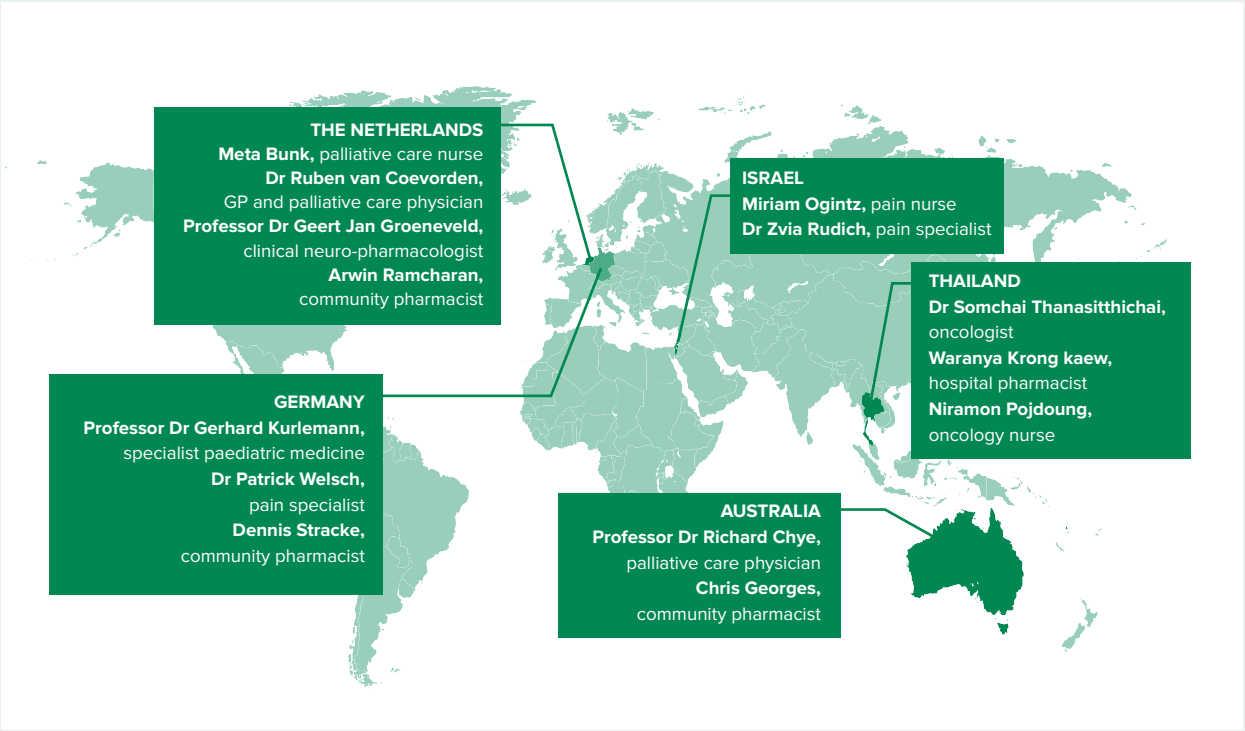 THE NETHERLANDS
Meta Bunk, palliative care nurse
Dr Ruben van Coevorden,
GP and palliative care physician
Professor Dr Geert Jan Groeneveld,
clinical neuro-pharmacologist
Arwin Ramcharan,
community pharmacist
ISRAEL
Miriam Ogintz, pain nurse
Dr Zvia Rudich, pain specialist
THAILAND
Dr Somchai Thanasitthichai,
oncologist
Waranya Krong kaew,
hospital pharmacist
Niramon Pojdoung,
oncology nurse
GERMANY
Professor Dr Gerhard Kurlemann,
specialist paediatric medicine
Dr Patrick Welsch,
pain specialist
Dennis Stracke,
community pharmacist
AUSTRALIA
Professor Dr Richard Chye,
palliative care physician
Chris Georges,
community pharmacist